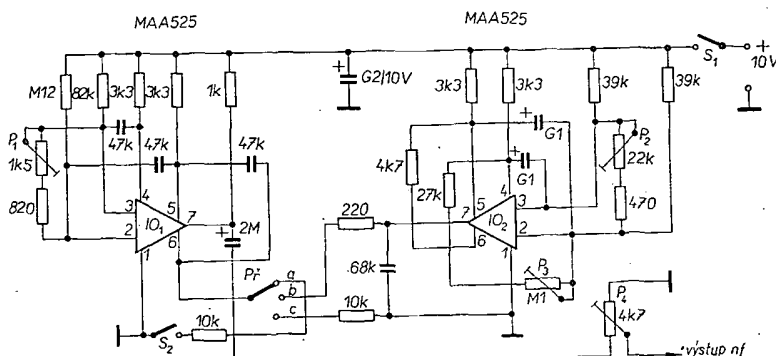 MAA525
MAA525
S₁
+
10V
M12
82k
3k3
3k3
1k
+
G2/10V
3k3
3k3
39k
39k
P₁
1k5
47k
47k
47k
820
4k7
+
G1
+
G1
27k
P₂
22k
470
3
2
4
5
IO₁
7
6
1
+
2M
220
7
5
4
3
IO₂
6
2
1
68k
Př
a
b
c
10k
S₂
10k
P₃
M1
P₄
4k7
výstup nf